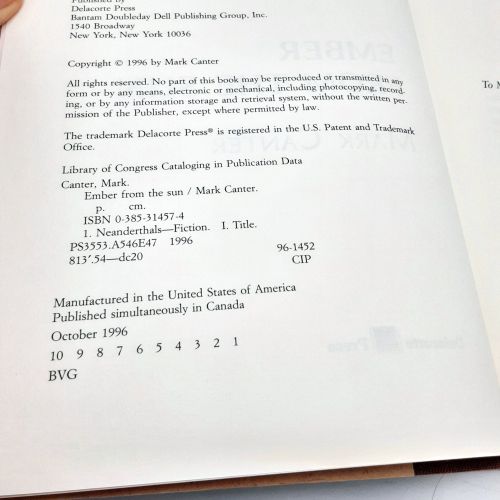 Published by
Delacorte Press
Bantam Doubleday Dell Publishing Group, Inc.
1540 Broadway
New York, New York 10036
Copyright © 1996 by Mark Canter
All rights reserved. No part of this book may be reproduced or transmitted in any
form or by any means, electronic or mechanical, including photocopying, record-
ing, or by any information storage and retrieval system, without the written per-
mission of the Publisher, except where permitted by law.
The trademark Delacorte Press® is registered in the U.S. Patent and Trademark
Office.
Library of Congress Cataloging in Publication Data
Canter, Mark.
Ember from the sun / Mark Canter.
p. cm.
ISBN 0-385-31457-4
1. Neanderthals—Fiction. I. Title.
PS3553.A546E47 1996
813'.54—dc20
96-1452
CIP
Manufactured in the United States of America
Published simultaneously in Canada
October 1996
10 9 8 7 6 5 4 3 2 1
BVG
To
EMBER
MARK CANTER
Delacorte Press